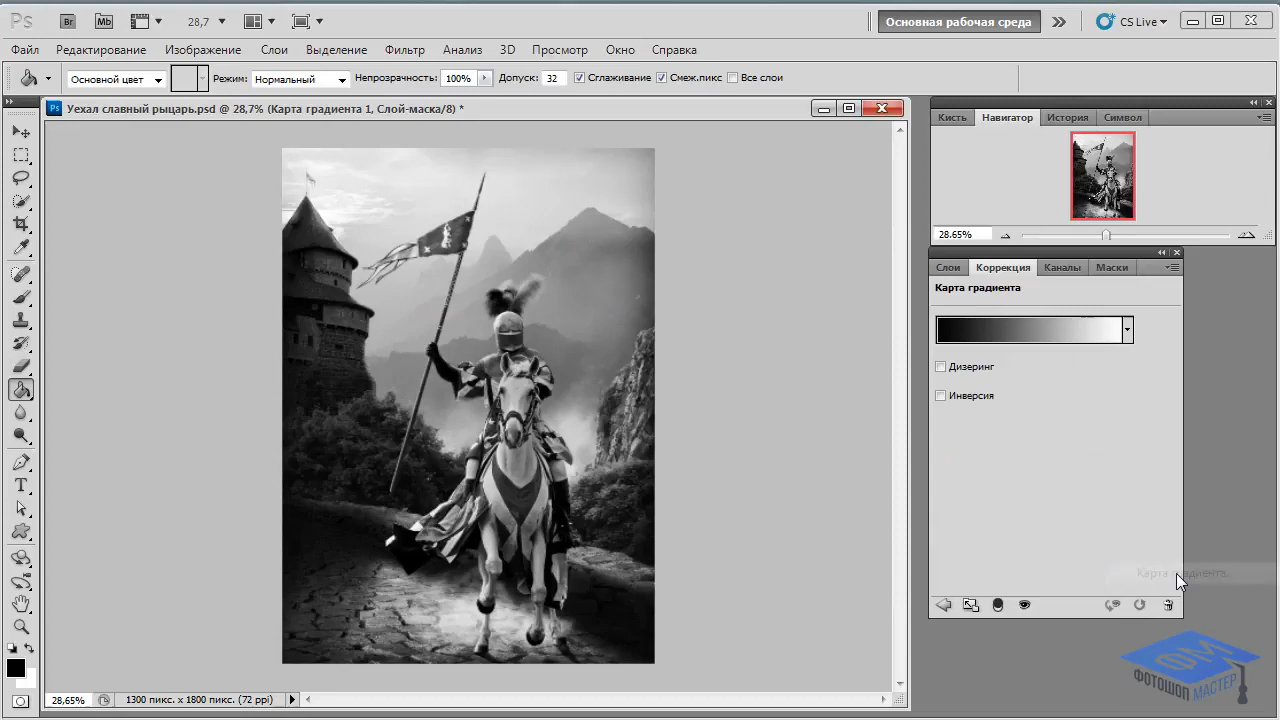 Ps Br Mb 28,7 Основная рабочая среда CS Live
Файл Редактирование Изображение Слои Выделение Фильтр Анализ 3D Просмотр Окно Справка
Основной цвет Режим: Нормальный Непрозрачность: 100% Допуск: 32 Сглаживание Смеж.пикс Все слои
Ps Уехал славный рыцарь.psd @ 28,7% (Карта градиента 1, Слой-маска/8) *
Кисть Навигатор История Символ
28.65%
Слои Коррекция Каналы Маски
Карта градиента
Дизеринг
Инверсия
Карта градиента.
28,65% 1300 пикс. x 1800 пикс. (72 ppi)
ФМ
ФОТОШОП МАСТЕР